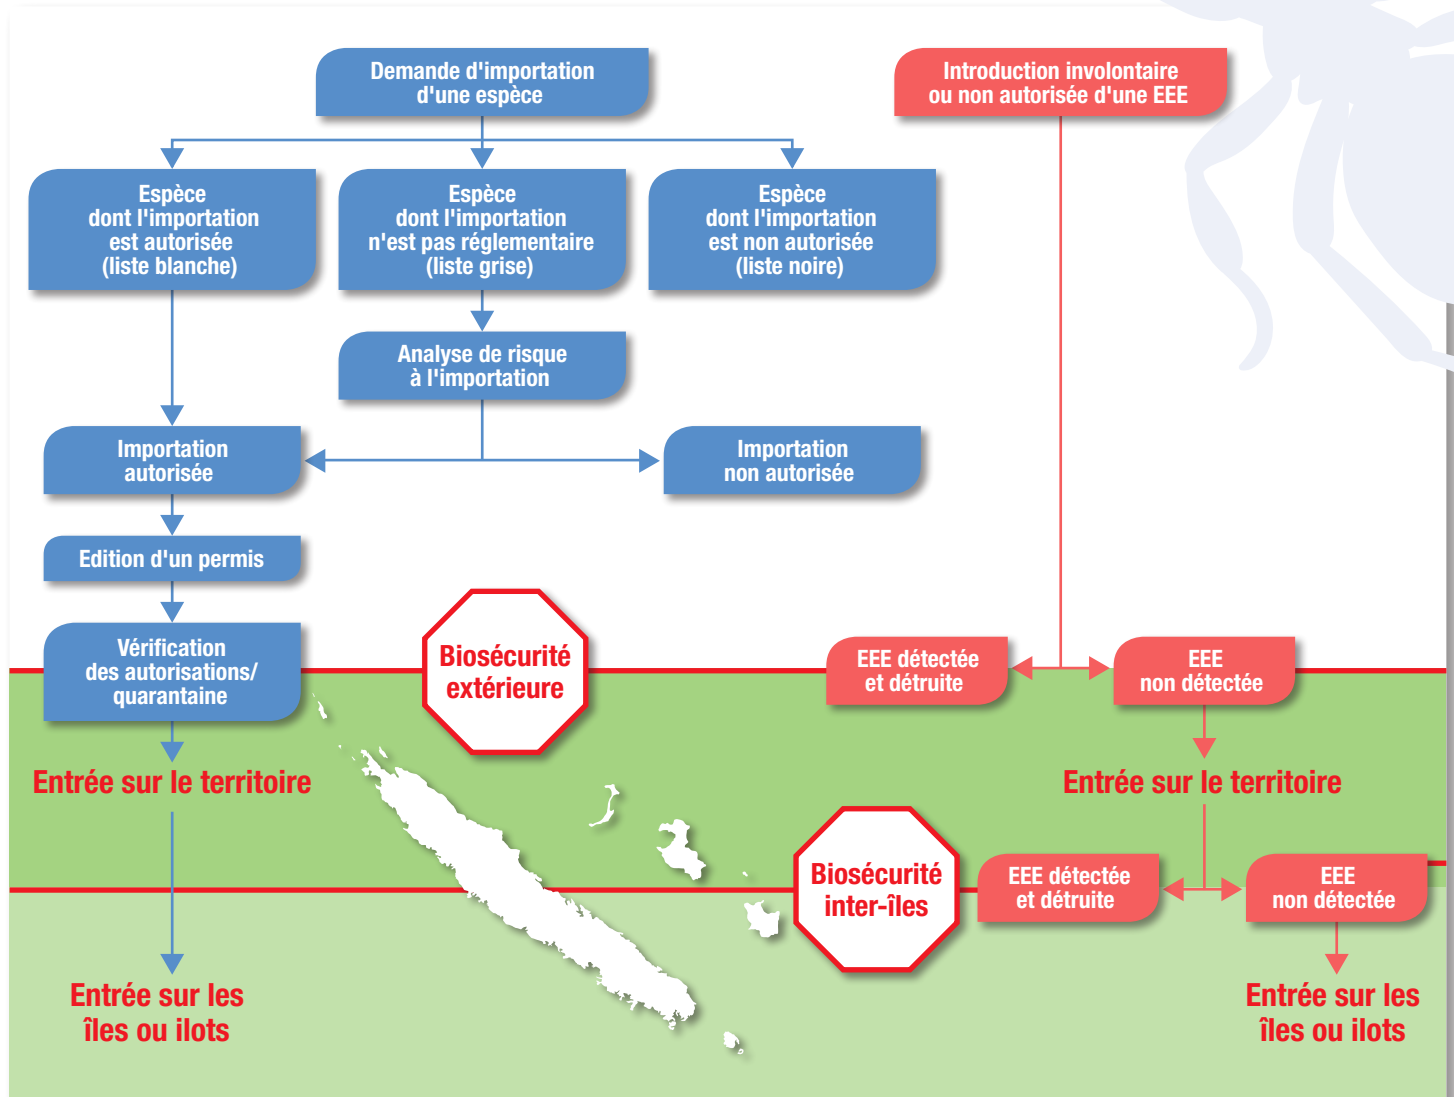 Demande d'importation
d'une espèce
Introduction involontaire
ou non autorisée d'une EEE
Espèce
dont l'importation
est autorisée
(liste blanche)
Espèce
dont l'importation
n'est pas réglementaire
(liste grise)
Espèce
dont l'importation
est non autorisée
(liste noire)
Analyse de risque
à l'importation
Importation
autorisée
Importation
non autorisée
Edition d'un permis
Vérification
des autorisations/
quarantaine
Biosécurité
extérieure
EEE détectée
et détruite
EEE
non détectée
Entrée sur le territoire
Entrée sur le territoire
Biosécurité
inter-îles
EEE détectée
et détruite
EEE
non détectée
Entrée sur les
îles ou ilots
Entrée sur les
îles ou ilots